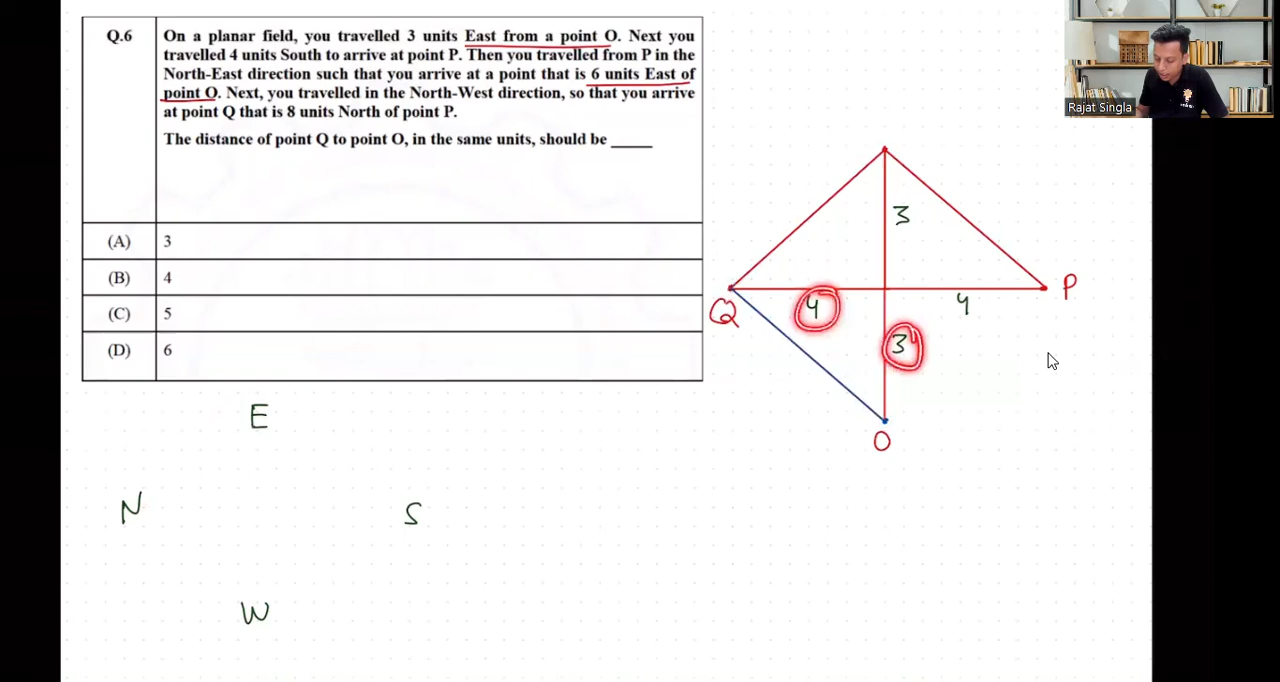 Q.6
On a planar field, you travelled 3 units East from a point O. Next you
travelled 4 units South to arrive at point P. Then you travelled from P in the
North-East direction such that you arrive at a point that is 6 units East of
point O. Next, you travelled in the North-West direction, so that you arrive
at point Q that is 8 units North of point P.
The distance of point Q to point O, in the same units, should be _____
(A) 3
(B) 4
(C) 5
(D) 6
E
N
S
W
3
Q
4
4
P
3
O
Rajat Singla